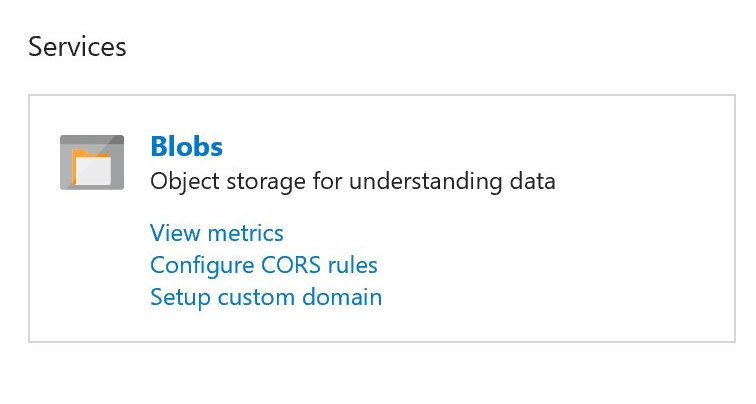 Services
Blobs
Object storage for understanding data
View metrics
Configure CORS rules
Setup custom domain